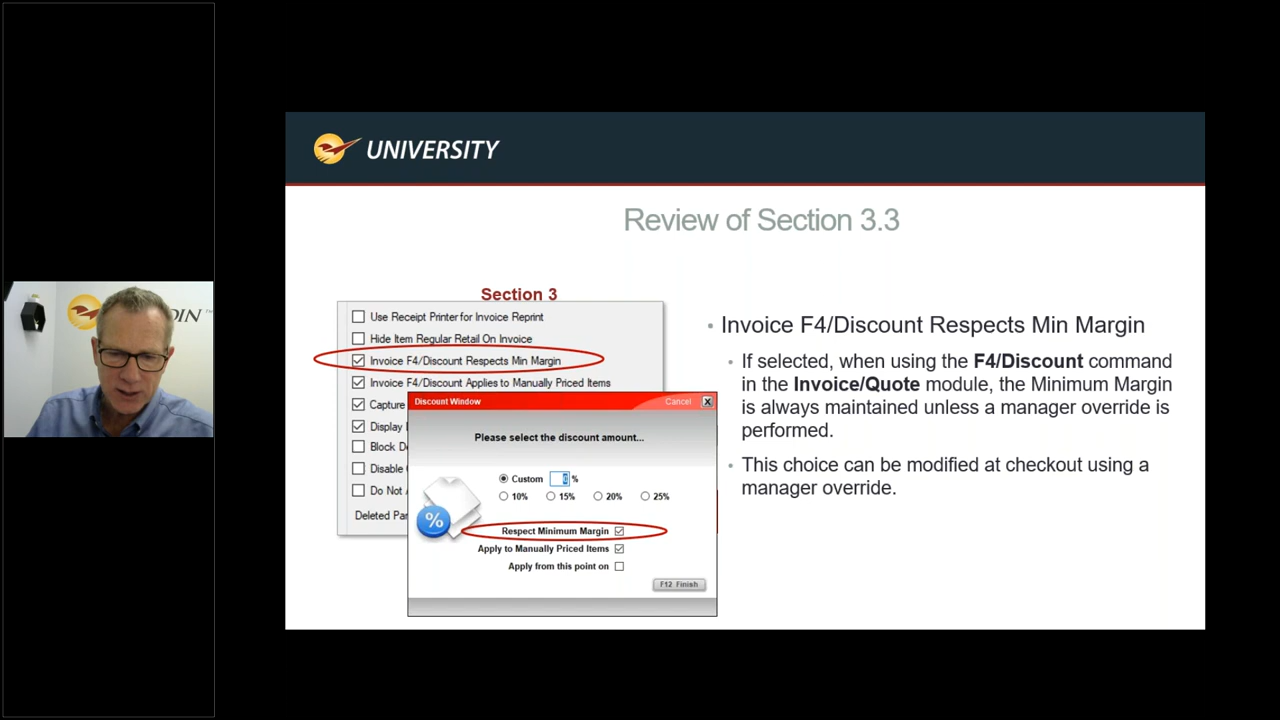 UNIVERSITY
Review of Section 3.3
Section 3
Use Receipt Printer for Invoice Reprint
Hide Item Regular Retail On Invoice
Invoice F4/Discount Respects Min Margin
Invoice F4/Discount Applies to Manually Priced Items
Capture
Display
Block
Disable
Do Not
Deleted
Discount Window
Cancel
X
Please select the discount amount...
Custom %
10% 15% 20% 25%
%
Respect Minimum Margin
Apply to Manually Priced Items
Apply from this point on
F12 Finish
• Invoice F4/Discount Respects Min Margin
• If selected, when using the F4/Discount command
in the Invoice/Quote module, the Minimum Margin
is always maintained unless a manager override is
performed.
• This choice can be modified at checkout using a
manager override.